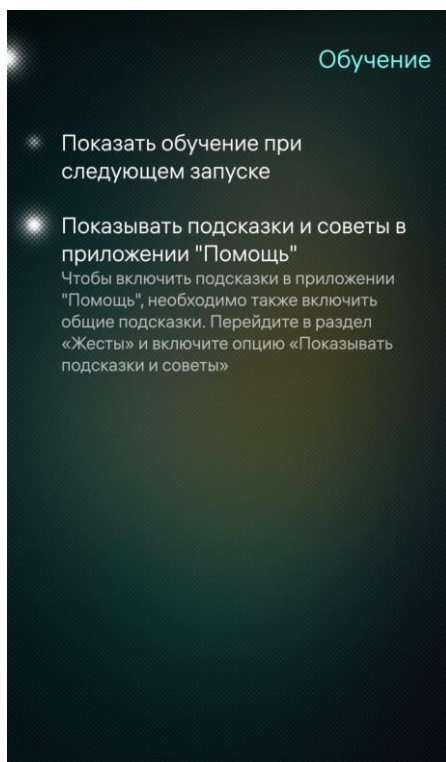 Обучение
Показать обучение при
следующем запуске
Показывать подсказки и советы в
приложении "Помощь"
Чтобы включить подсказки в приложении
"Помощь", необходимо также включить
общие подсказки. Перейдите в раздел
«Жесты» и включите опцию «Показывать
подсказки и советы»